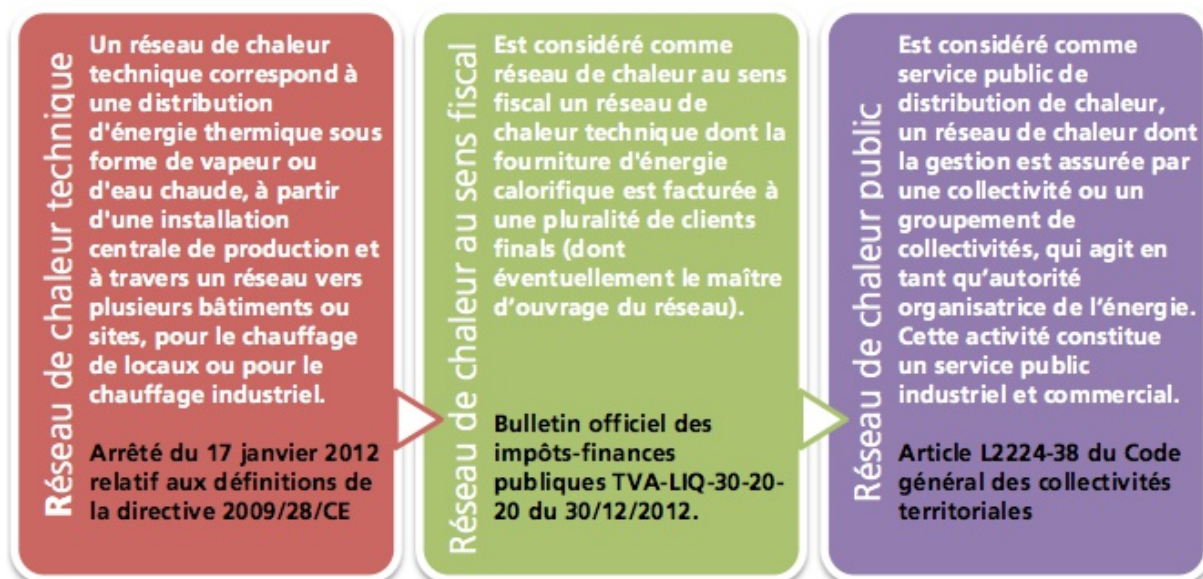 Réseau de chaleur technique
Un réseau de chaleur
technique correspond à
une distribution
d'énergie thermique sous
forme de vapeur ou
d'eau chaude, à partir
d'une installation
centrale de production et
à travers un réseau vers
plusieurs bâtiments ou
sites, pour le chauffage
de locaux ou pour le
chauffage industriel.
Arrêté du 17 janvier 2012
relatif aux définitions de
la directive 2009/28/CE
Réseau de chaleur au sens fiscal
Est considéré comme
réseau de chaleur au sens
fiscal un réseau de
chaleur technique dont la
fourniture d'énergie
calorifique est facturée à
une pluralité de clients
finals (dont
éventuellement le maître
d’ouvrage du réseau).
Bulletin officiel des
impôts-finances
publiques TVA-LIQ-30-20-
20 du 30/12/2012.
Réseau de chaleur public
Est considéré comme
service public de
distribution de chaleur,
un réseau de chaleur dont
la gestion est assurée par
une collectivité ou un
groupement de
collectivités, qui agit en
tant qu’autorité
organisatrice de l’énergie.
Cette activité constitue
un service public
industriel et commercial.
Article L2224-38 du Code
général des collectivités
territoriales